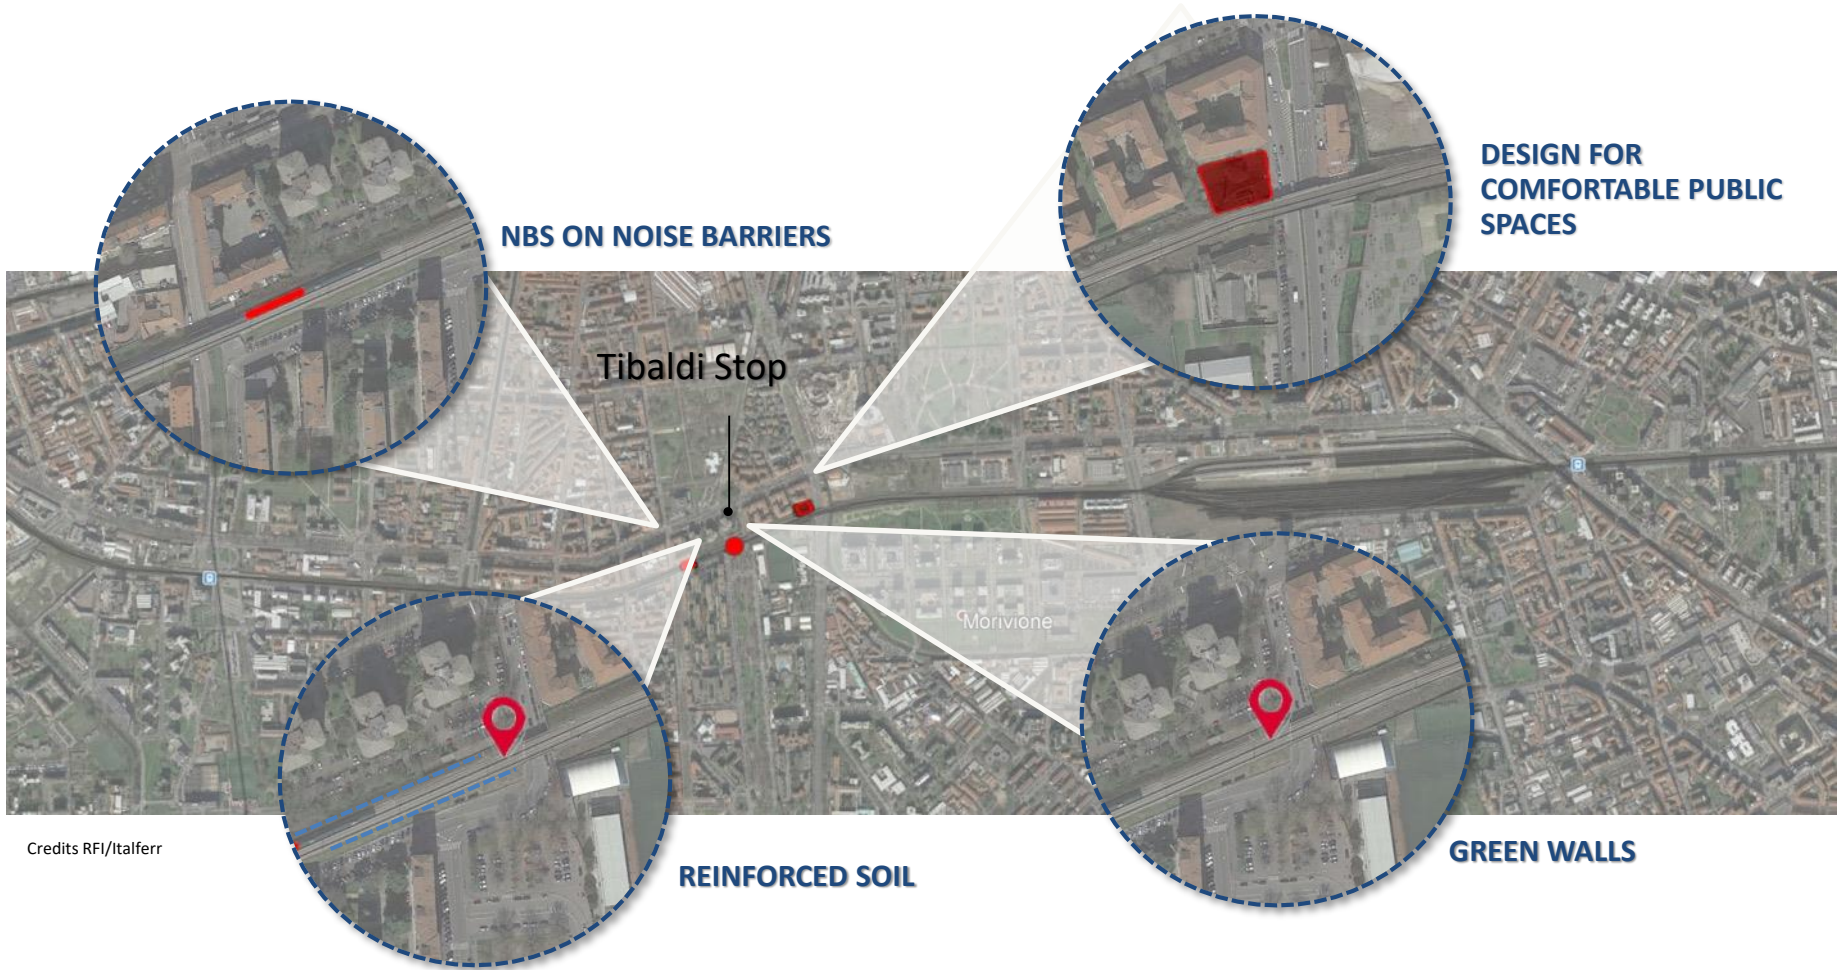 DESIGN FOR
COMFORTABLE PUBLIC
SPACES
NBS ON NOISE BARRIERS
Tibaldi Stop
Morivione
Credits RFI/Italferr
REINFORCED SOIL
GREEN WALLS